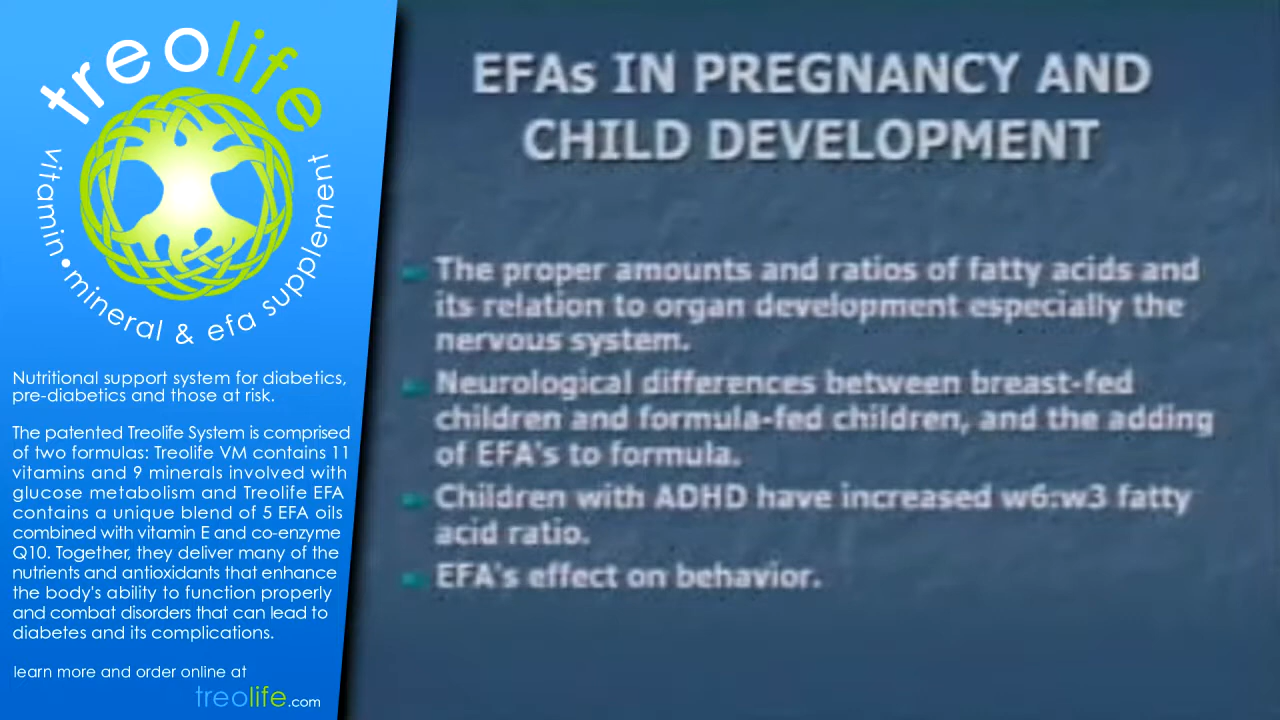 treolife
vitamin • mineral & efa supplement
Nutritional support system for diabetics,
pre-diabetics and those at risk.
The patented Treolife System is comprised
of two formulas: Treolife VM contains 11
vitamins and 9 minerals involved with
glucose metabolism and Treolife EFA
contains a unique blend of 5 EFA oils
combined with vitamin E and co-enzyme
Q10. Together, they deliver many of the
nutrients and antioxidants that enhance
the body's ability to function properly
and combat disorders that can lead to
diabetes and its complications.
learn more and order online at
treolife.com
EFAs IN PREGNANCY AND
CHILD DEVELOPMENT
The proper amounts and ratios of fatty acids and
its relation to organ development especially the
nervous system.
Neurological differences between breast-fed
children and formula-fed children, and the adding
of EFA's to formula.
Children with ADHD have increased w6:w3 fatty
acid ratio.
EFA's effect on behavior.